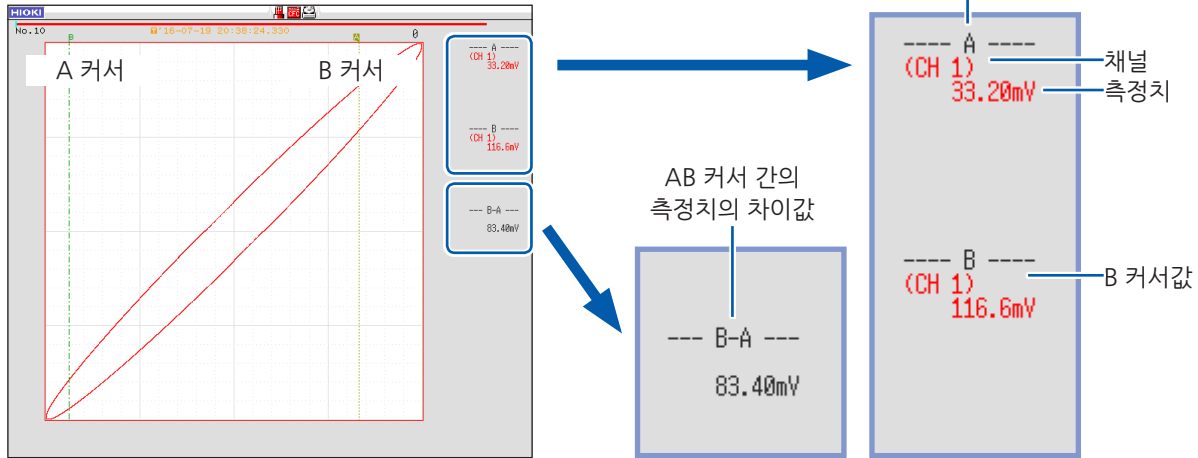 HIOKI
No.10
B
'16-07-19 20:38:24.330
A
0
A 커서
B 커서
---- A ----
(CH 1)
33.20mV
---- B ----
(CH 1)
116.6mV
--- B-A ---
83.40mV
AB 커서 간의
측정치의 차이값
--- B-A ---
83.40mV
---- A ----
(CH 1)
33.20mV
채널
측정치
---- B ----
(CH 1)
116.6mV
B 커서값